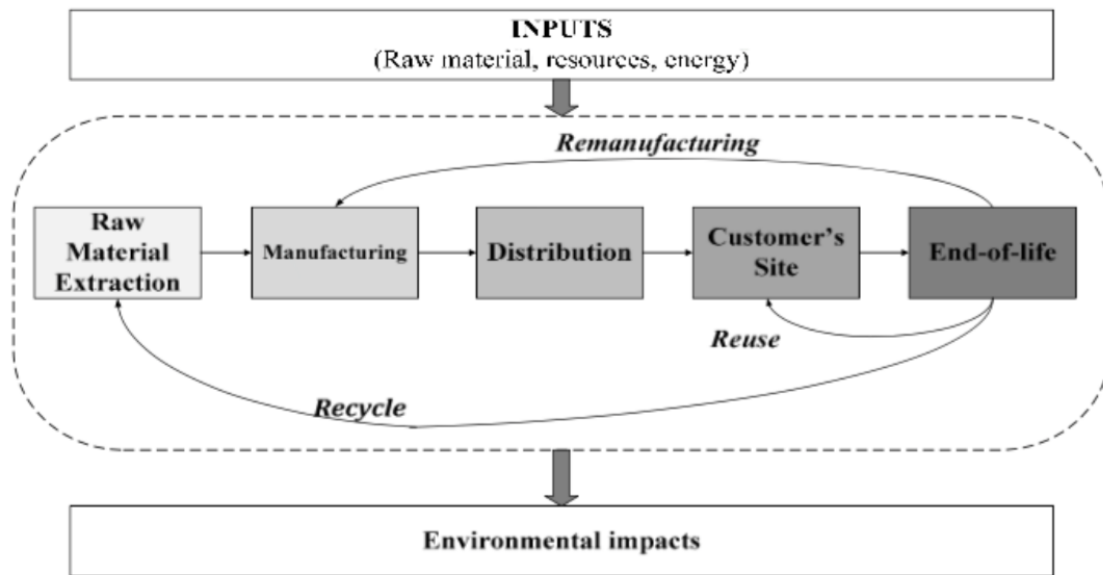 INPUTS
(Raw material, resources, energy)
Remanufacturing
Raw
Material
Extraction
Manufacturing
Distribution
Customer's
Site
End-of-life
Reuse
Recycle
Environmental impacts